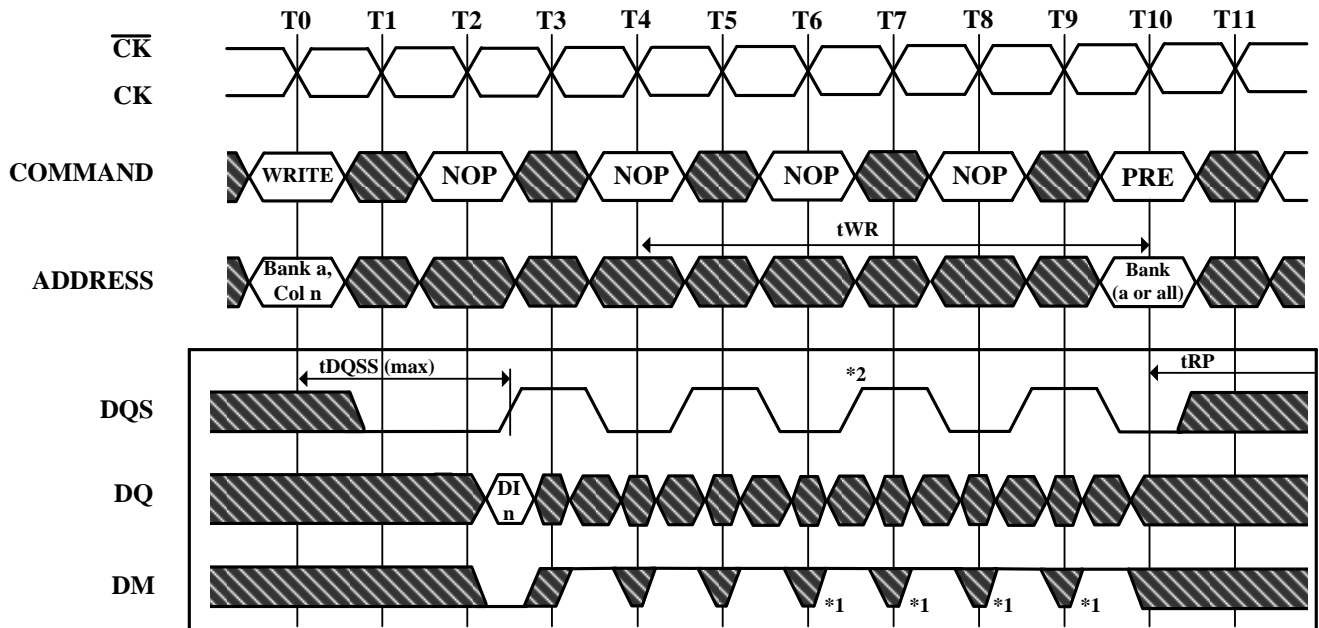 T0 T1 T2 T3 T4 T5 T6 T7 T8 T9 T10 T11
CK
CK
COMMAND WRITE NOP NOP NOP NOP PRE
tWR
ADDRESS Bank a, Bank
Col n (a or all)
tDQSS (max) *2 tRP
DQS
DQ DI
n
DM *1 *1 *1 *1